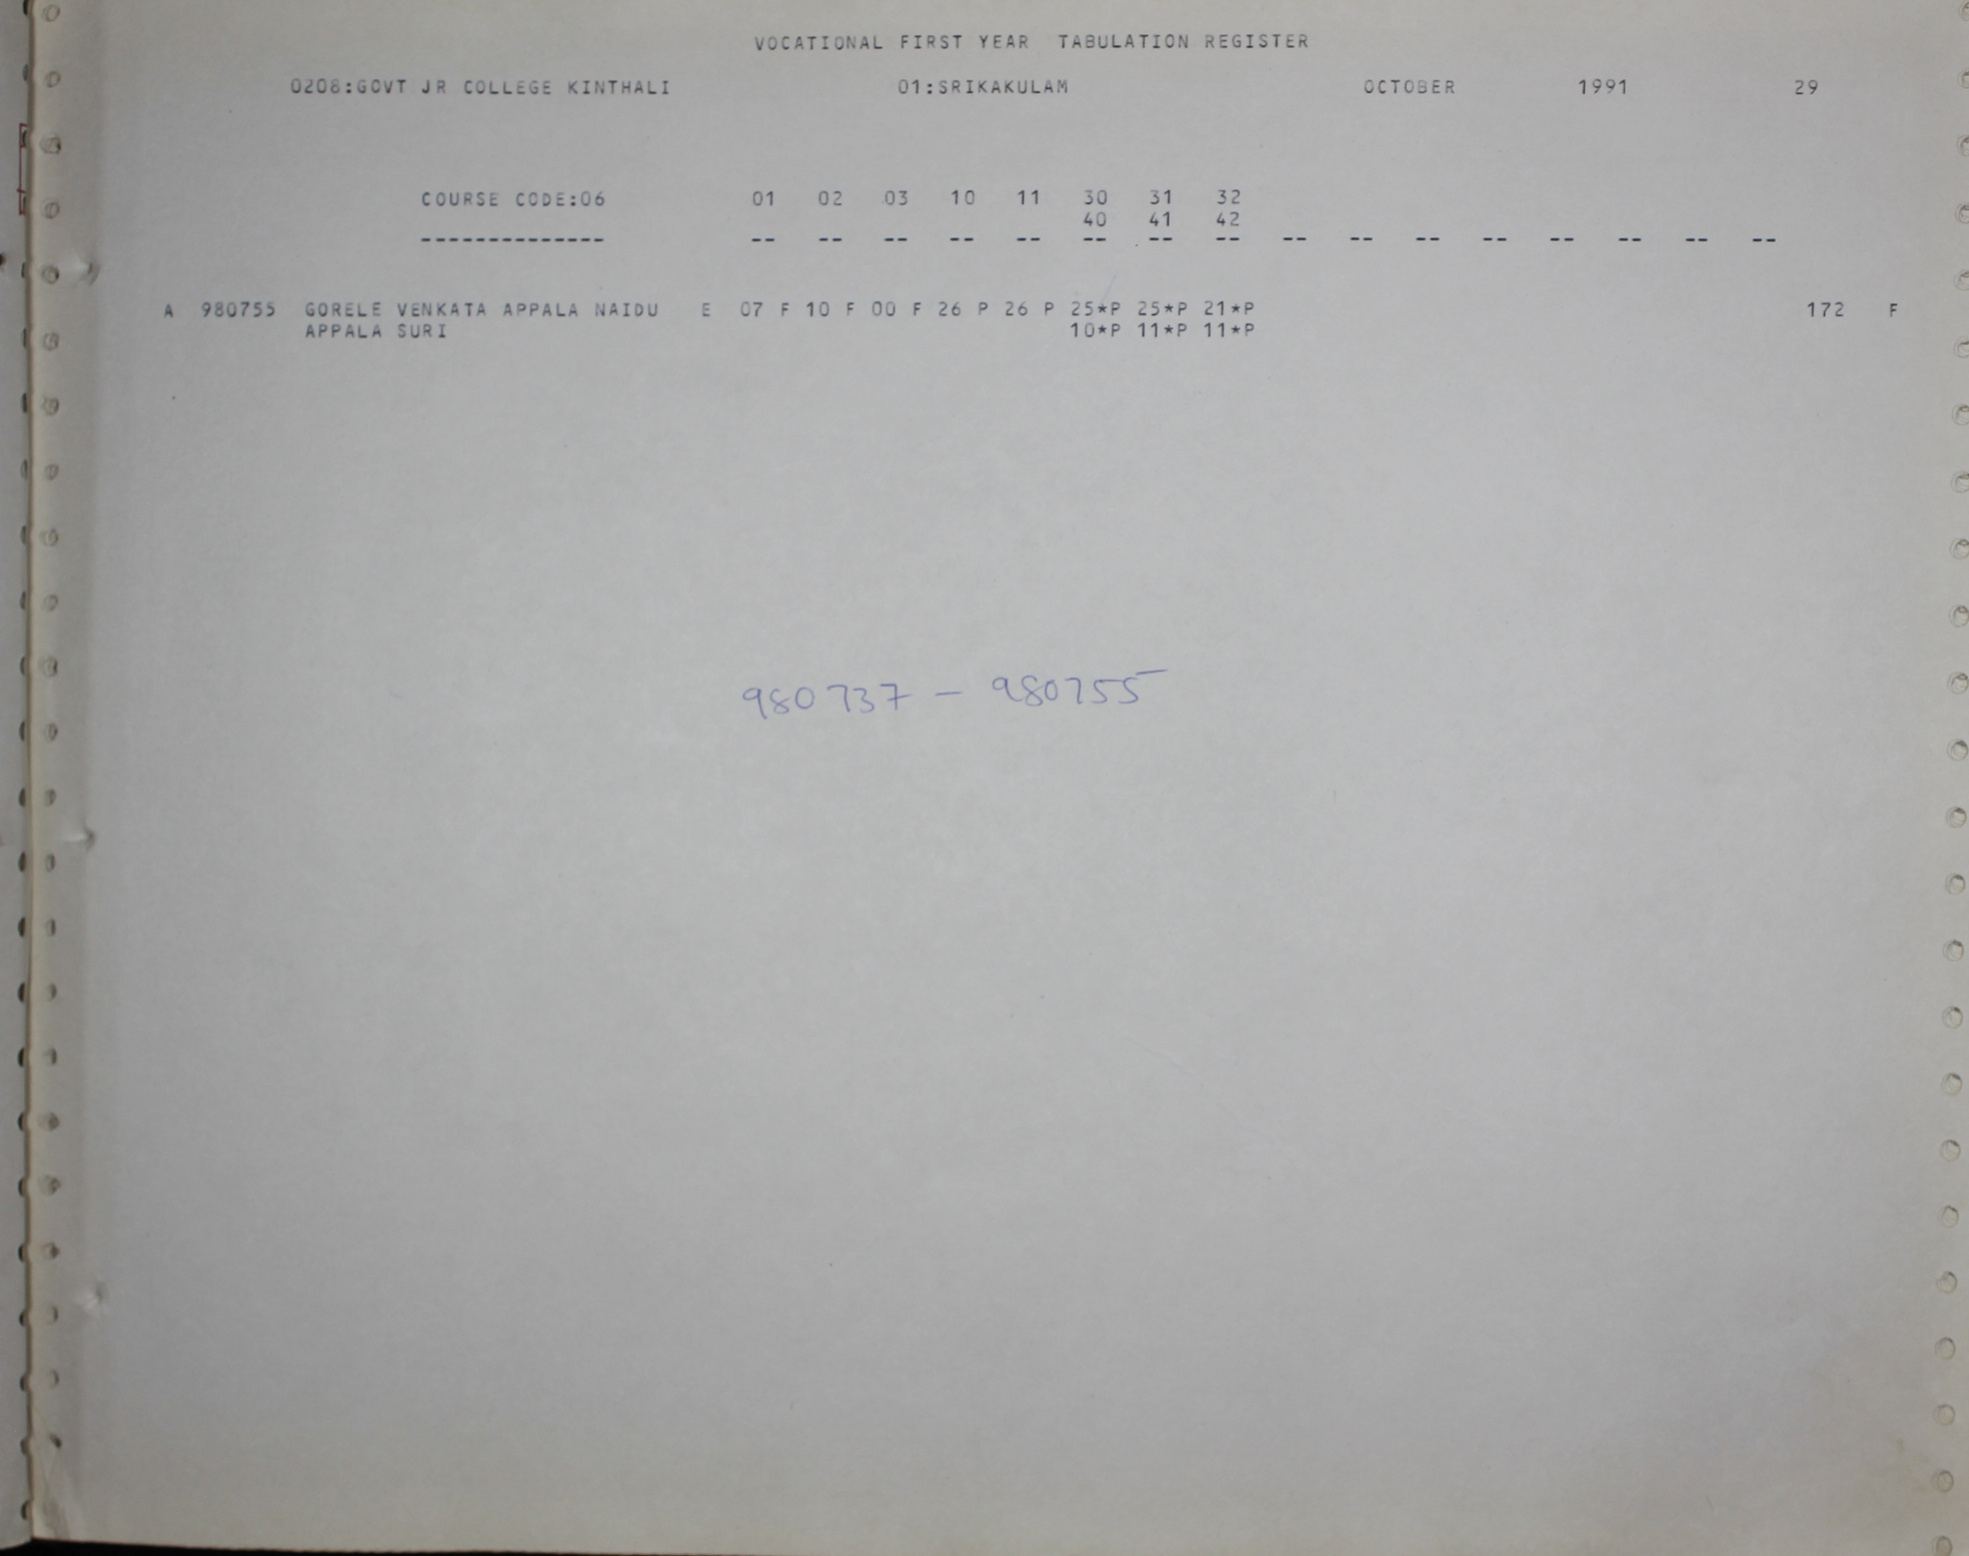 VOCATIONAL FIRST YEAR TABULATION REGISTER
0208:GOVT JR COLLEGE KINTHALI 01:SRIKAKULAM OCTOBER 1991 29
COURSE CODE:06 01 02 03 10 11 30 31 32
40 41 42
-------------- -- -- -- -- -- -- -- -- -- -- -- -- -- -- -- --
A 980755 GORELE VENKATA APPALA NAIDU E 07 F 10 F 00 F 26 P 26 P 25*P 25*P 21*P 172 F
APPALA SURI 10*P 11*P 11*P
980737 - 980755